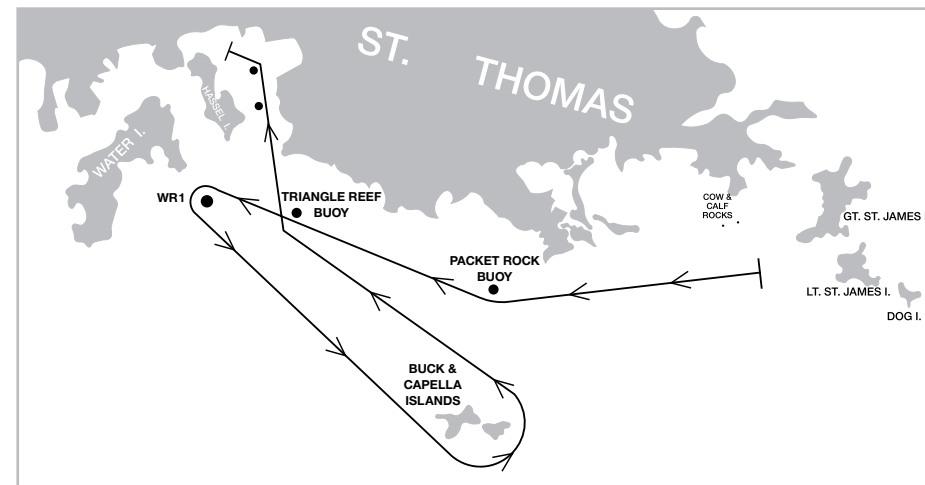 ST. THOMAS
HASSEL I.
WATER I.
WR1
TRIANGLE REEF
BUOY
COW &
CALF
ROCKS
GT. ST. JAMES
PACKET ROCK
BUOY
LT. ST. JAMES I.
DOG I.
BUCK &
CAPELLA
ISLANDS